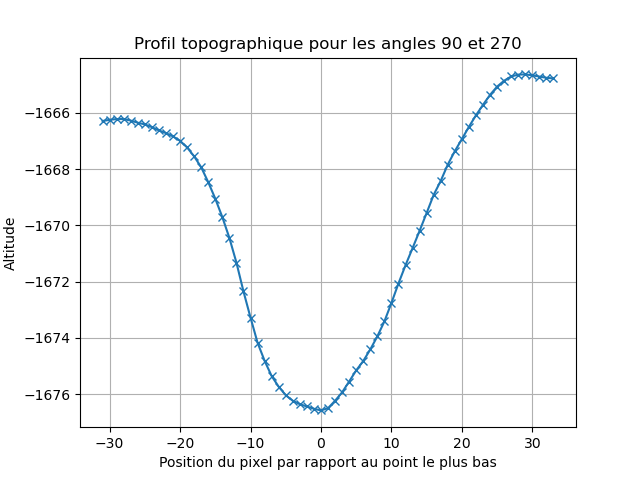 Profil topographique pour les angles 90 et 270
−1666
−1668
−1670
−1672
−1674
−1676
Altitude
−30 −20 −10 0 10 20 30
Position du pixel par rapport au point le plus bas